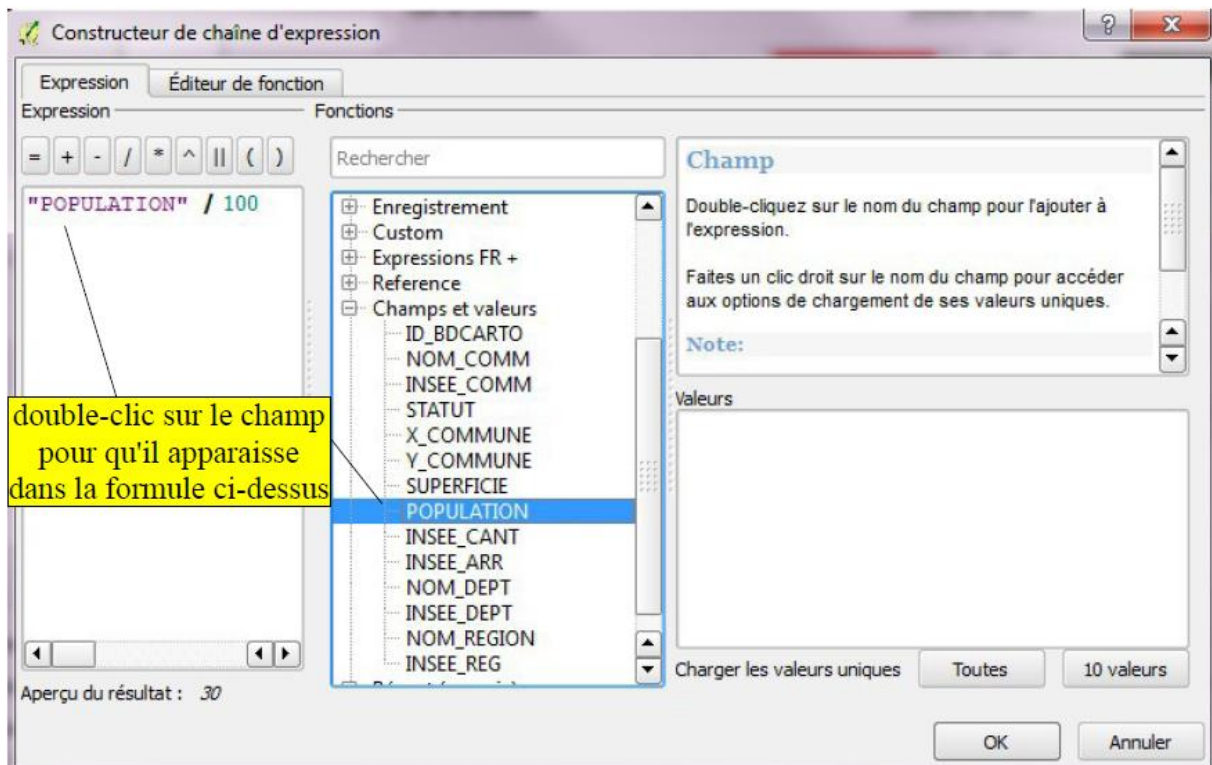 Constructeur de chaîne d'expression
Expression Éditeur de fonction
Expression
Fonctions
= + - / * ^ || ( )
"POPULATION" / 100
double-clic sur le champ
pour qu'il apparaisse
dans la formule ci-dessus
Aperçu du résultat : 30
Rechercher
Enregistrement
Custom
Expressions FR +
Reference
Champs et valeurs
ID_BDCARTO
NOM_COMM
INSEE_COMM
STATUT
X_COMMUNE
Y_COMMUNE
SUPERFICIE
POPULATION
INSEE_CANT
INSEE_ARR
NOM_DEPT
INSEE_DEPT
NOM_REGION
INSEE_REG
Champ
Double-cliquez sur le nom du champ pour l'ajouter à
l'expression.
Faites un clic droit sur le nom du champ pour accéder
aux options de chargement de ses valeurs uniques.
Note:
Valeurs
Charger les valeurs uniques Toutes 10 valeurs
OK Annuler